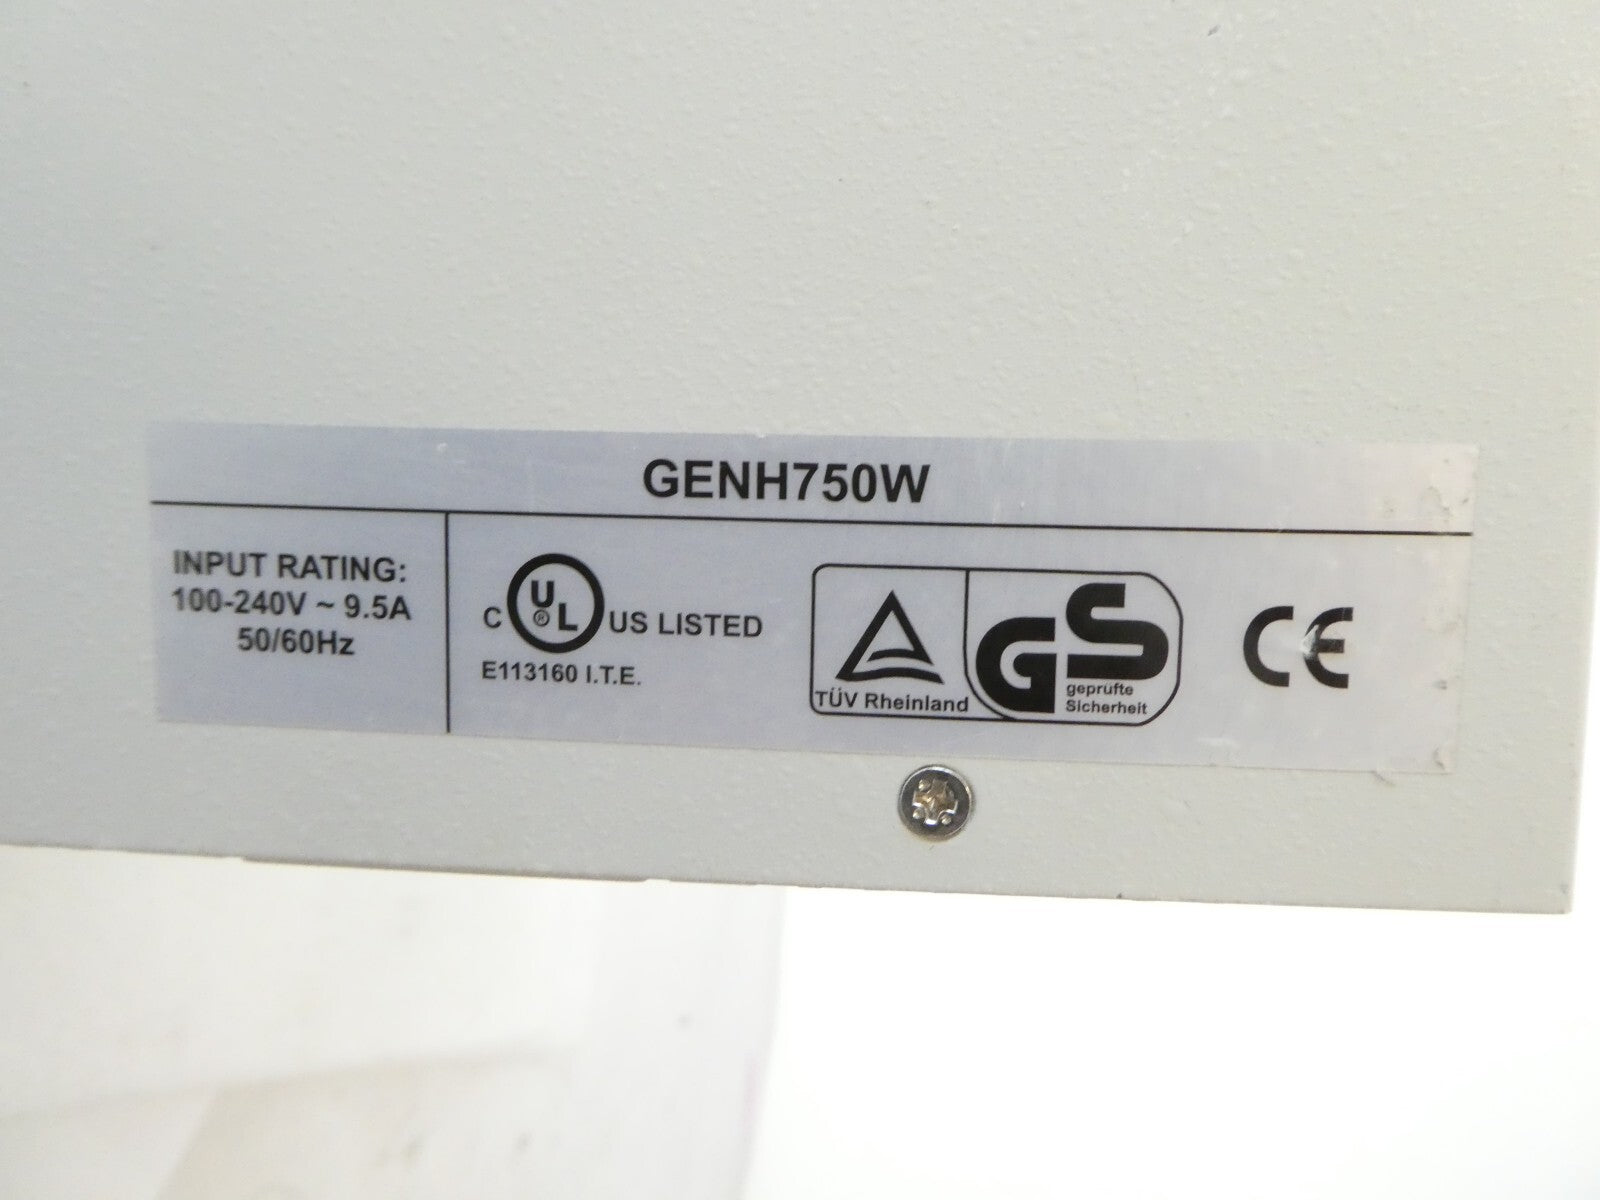 GENH750W
INPUT RATING:
100-240V ~ 9.5A
50/60Hz
C UL ® US LISTED
E113160 I.T.E.
TÜV Rheinland
GS
geprüfte
Sicherheit
CE